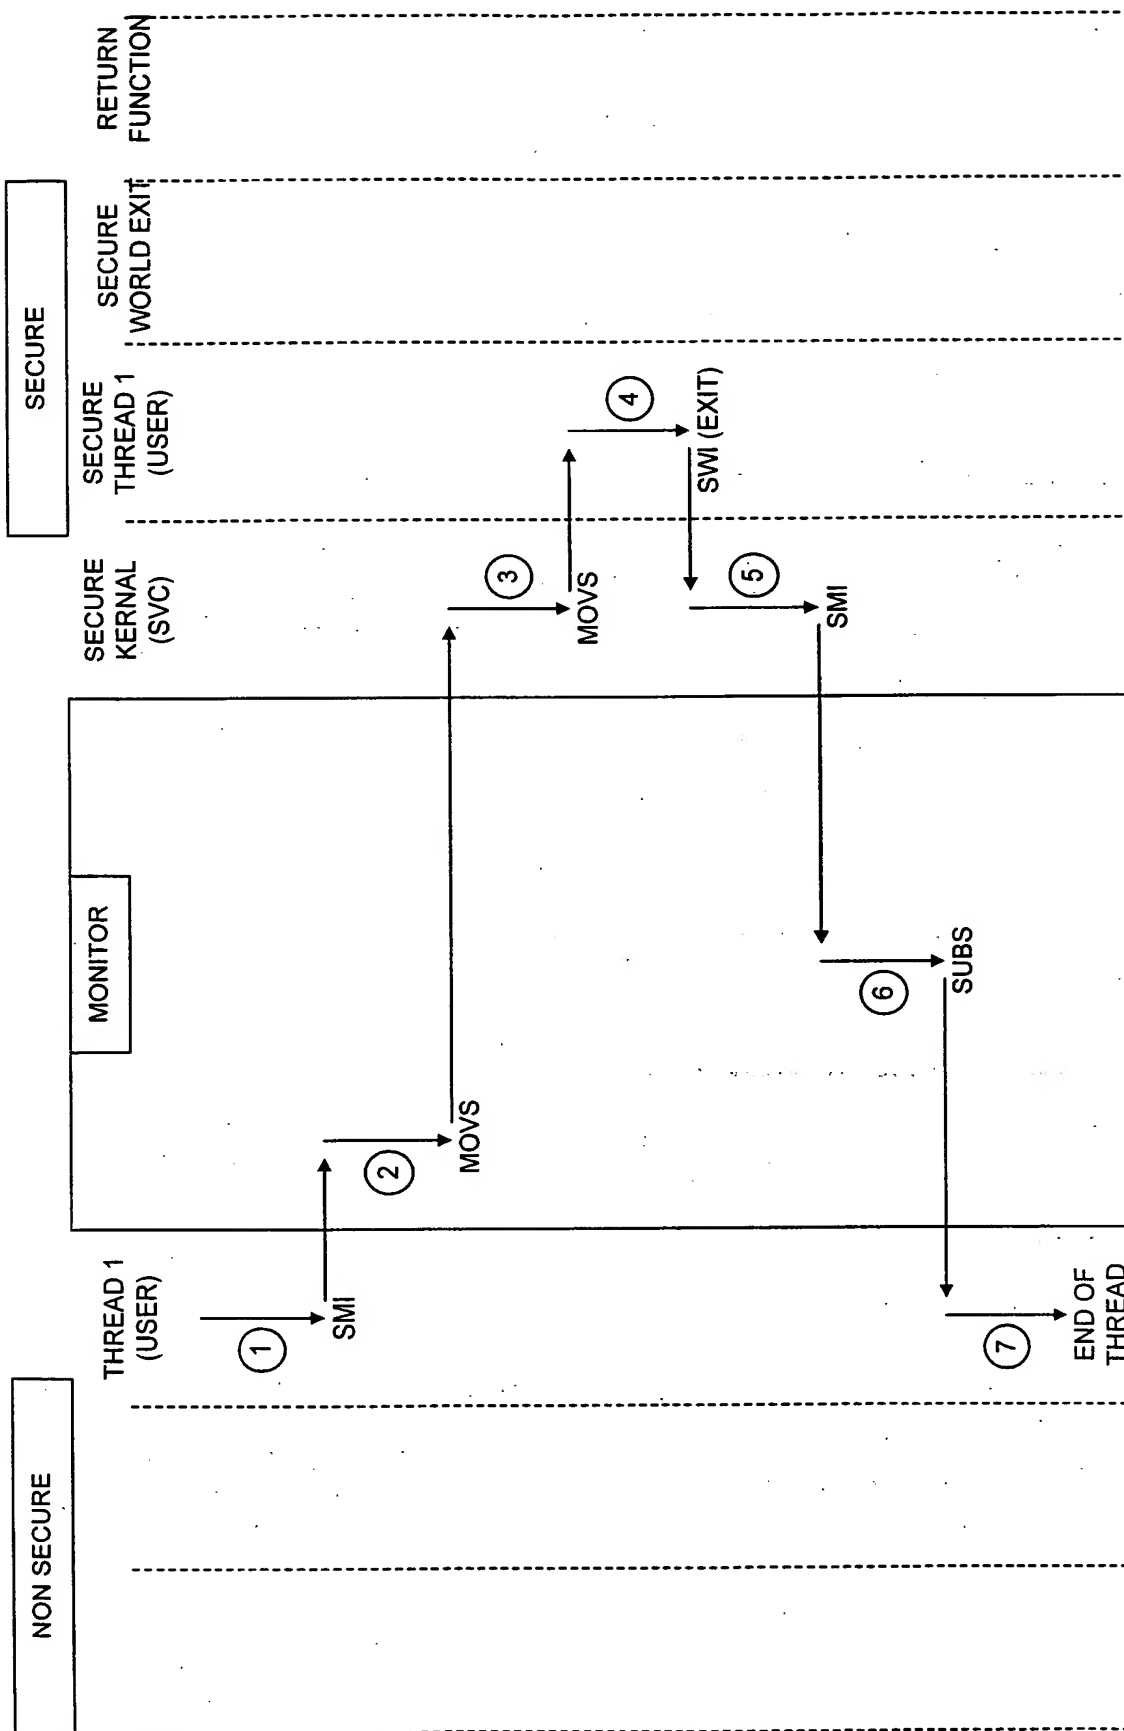 NON SECURE
MONITOR
SECURE
THREAD 1
(USER)
SECURE
KERNAL
(SVC)
SECURE
THREAD 1
(USER)
SECURE
WORLD EXIT
RETURN
FUNCTION
1
SMI
2
MOVS
3
MOVS
4
SWI (EXIT)
5
SMI
6
SUBS
7
END OF
THREAD